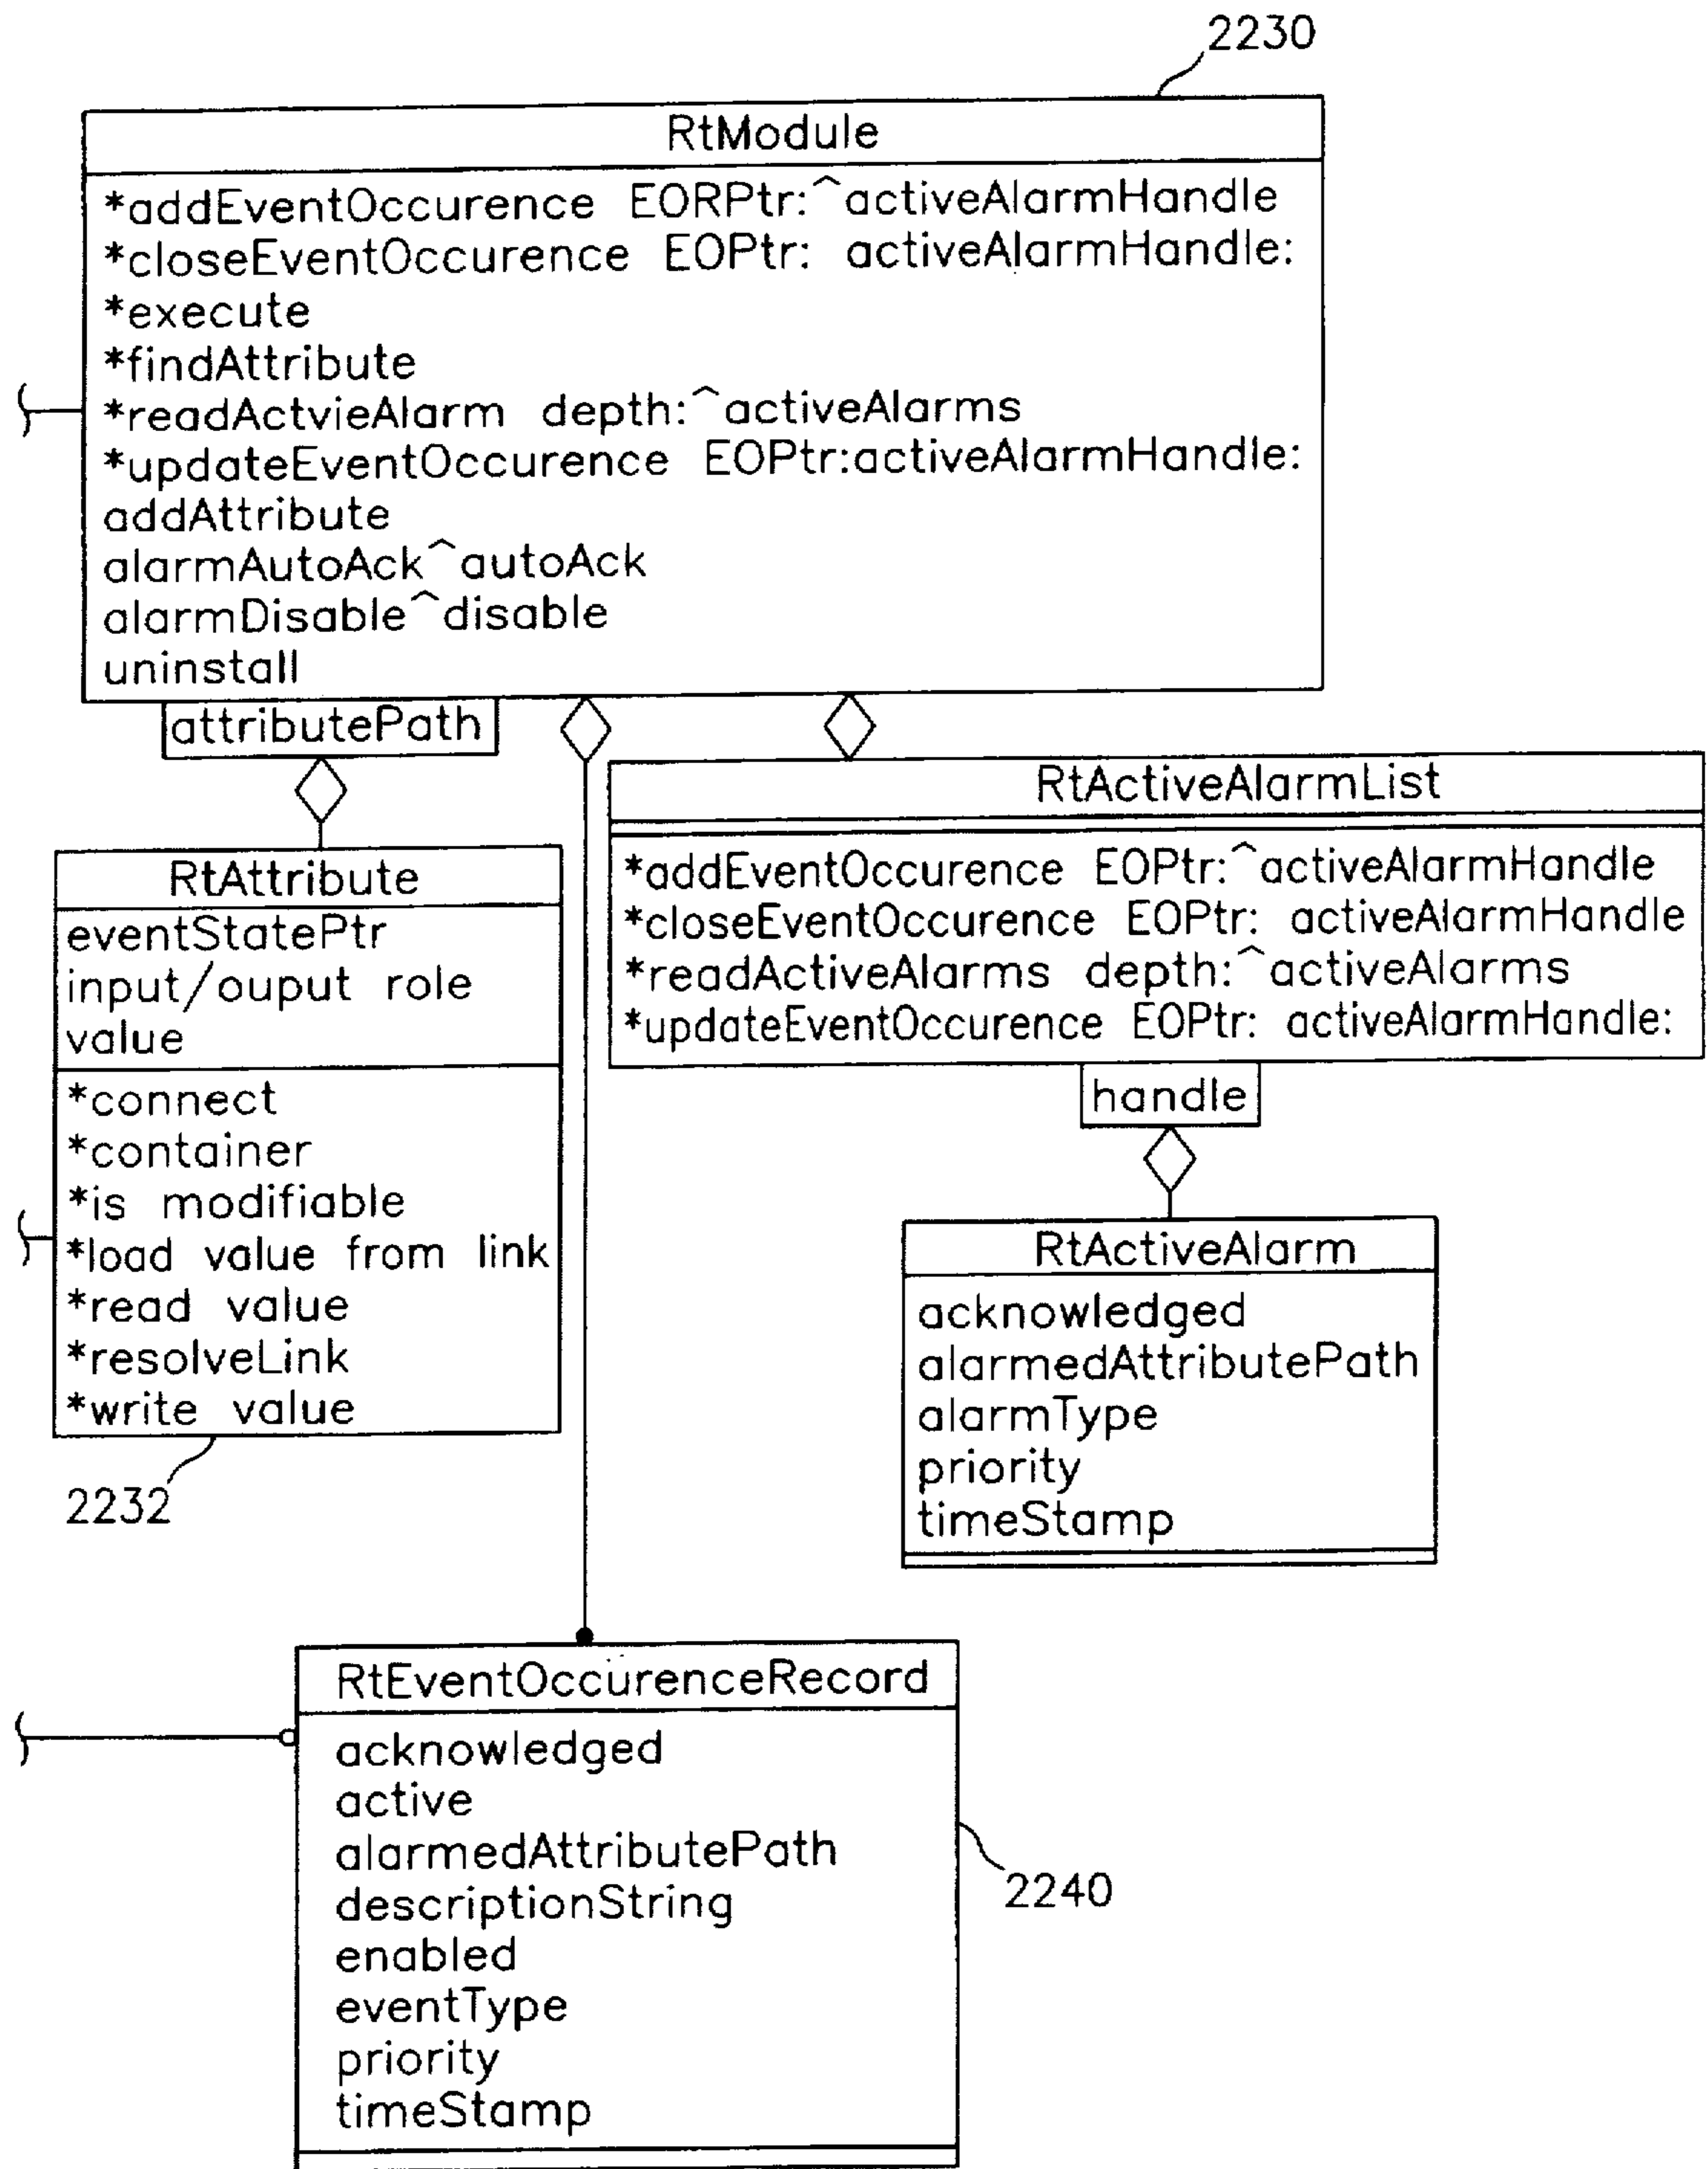 2230
RtModule
*addEventOccurence EORPtr:^activeAlarmHandle
*closeEventOccurence EOPtr: activeAlarmHandle:
*execute
*findAttribute
*readActvieAlarm depth:^activeAlarms
*updateEventOccurence EOPtr:activeAlarmHandle:
addAttribute
alarmAutoAck^autoAck
alarmDisable^disable
uninstall
attributePath
RtActiveAlarmList
*addEventOccurence EOPtr:^activeAlarmHandle
*closeEventOccurence EOPtr: activeAlarmHandle
*readActiveAlarms depth:^activeAlarms
*updateEventOccurence EOPtr: activeAlarmHandle:
handle
RtAttribute
eventStatePtr
input/ouput role
value
*connect
*container
*is modifiable
*load value from link
*read value
*resolveLink
*write value
2232
RtActiveAlarm
acknowledged
alarmedAttributePath
alarmType
priority
timeStamp
RtEventOccurenceRecord
acknowledged
active
alarmedAttributePath
descriptionString
enabled
eventType
priority
timeStamp
2240